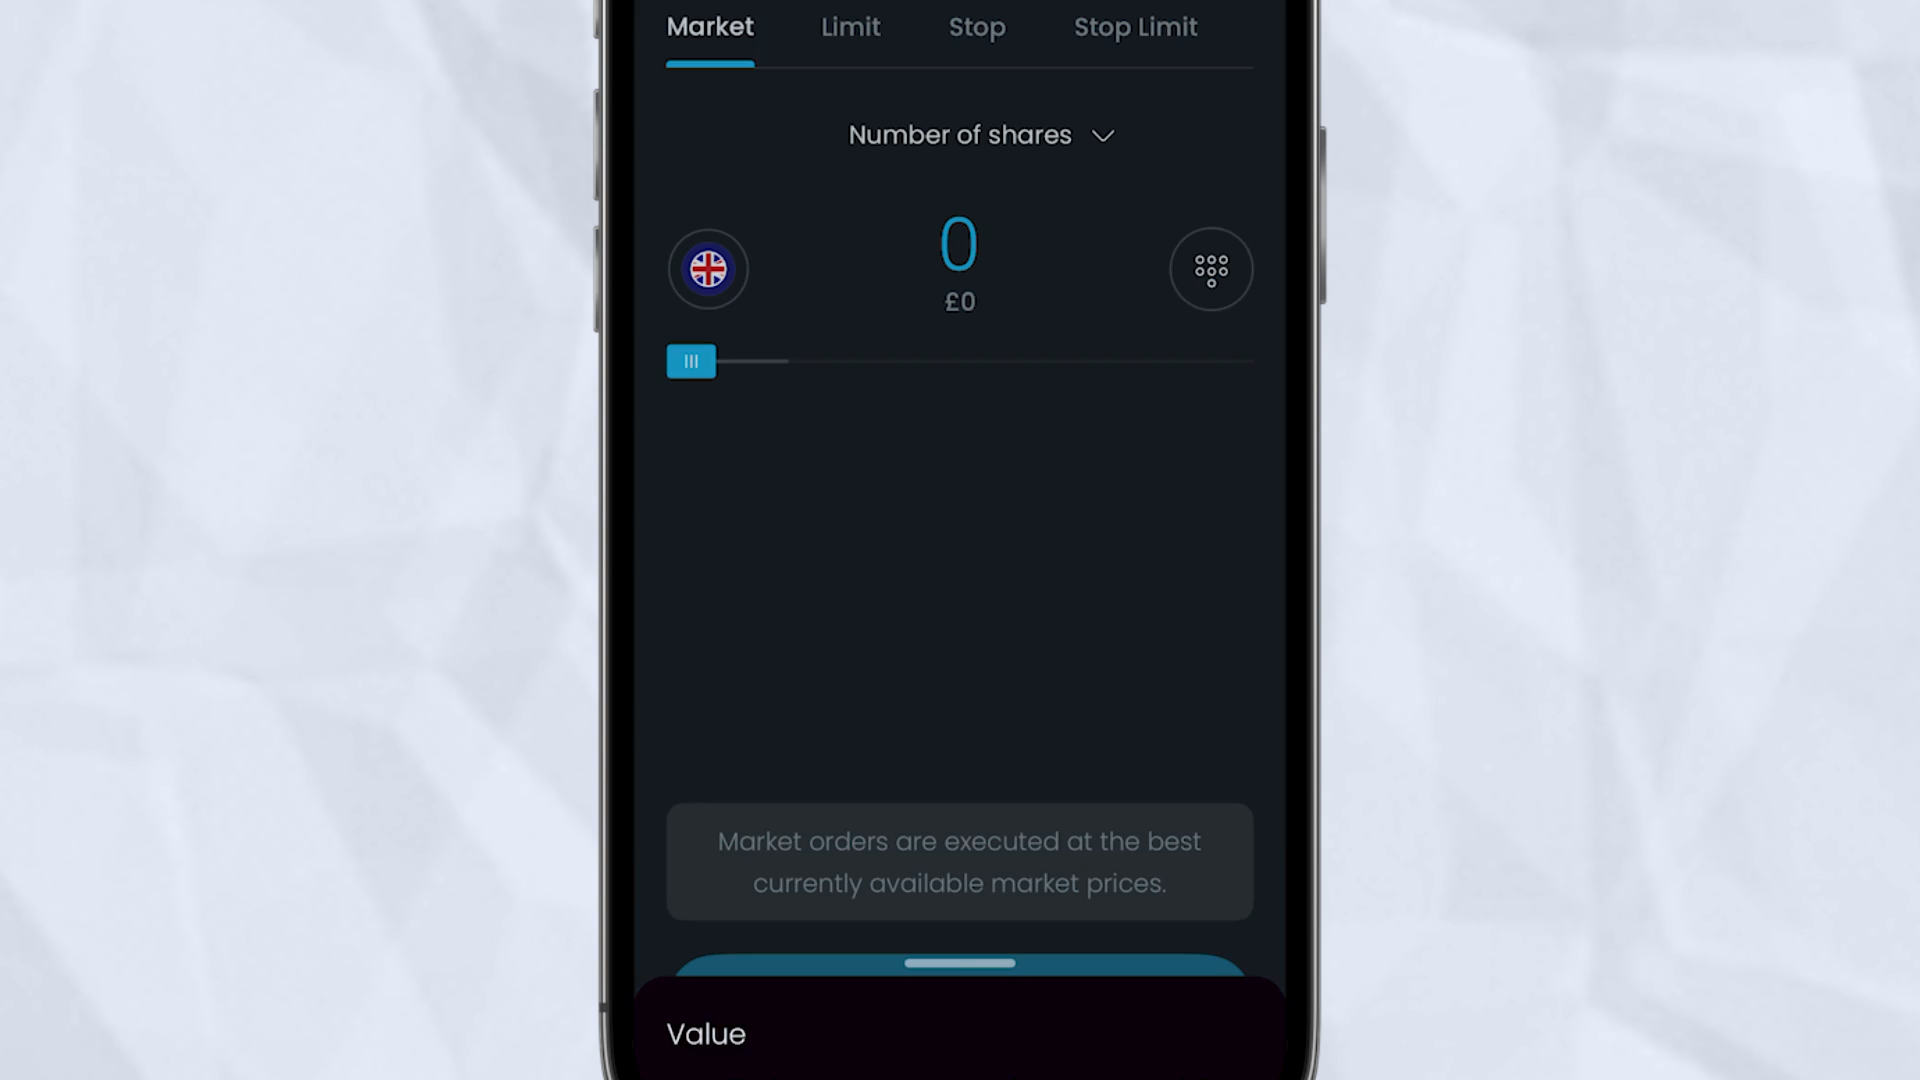 Market Limit Stop Stop Limit
Number of shares
0
£0
Market orders are executed at the best
currently available market prices.
Value